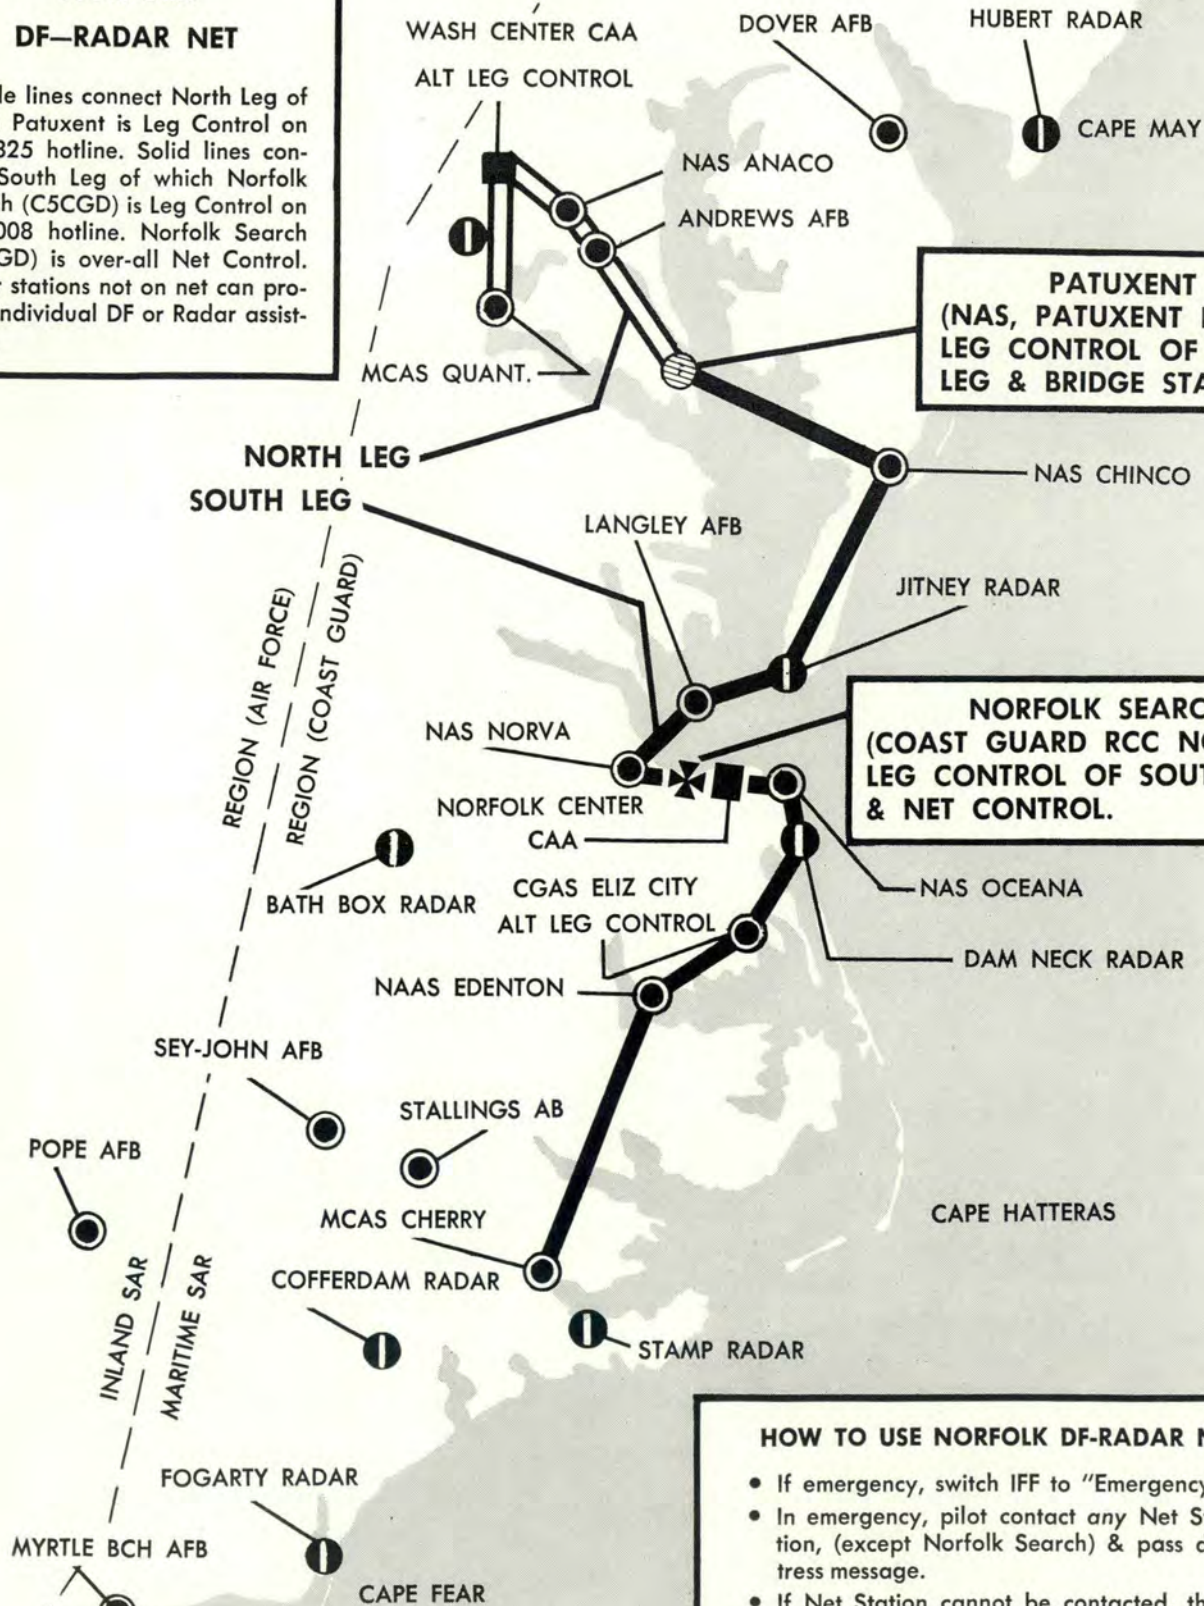 DF—RADAR NET
lines connect North Leg of
Patuxent is Leg Control on
hotline. Solid lines con-
South Leg of which Norfolk
(C5CGD) is Leg Control on
hotline. Norfolk Search
is over-all Net Control.
stations not on net can pro-
individual DF or Radar assist-
WASH CENTER CAA
ALT LEG CONTROL
DOVER AFB
HUBERT RADAR
CAPE MAY
NAS ANACO
ANDREWS AFB
PATUXENT
(NAS, PATUXENT
LEG CONTROL OF
LEG & BRIDGE
MCAS QUANT.
NORTH LEG
SOUTH LEG
NAS CHINCO
LANGLEY AFB
JITNEY RADAR
REGION (AIR FORCE)
REGION (COAST GUARD)
NORFOLK
(COAST GUARD RCC
LEG CONTROL OF
& NET CONTROL.
NAS NORVA
NORFOLK CENTER
CAA
BATH BOX RADAR
CGAS ELIZ CITY
ALT LEG CONTROL
NAS OCEANA
DAM NECK RADAR
NAAS EDENTON
SEY-JOHN AFB
STALLINGS AB
POPE AFB
MCAS CHERRY
CAPE HATTERAS
COFFERDAM RADAR
INLAND SAR
MARITIME SAR
STAMP RADAR
HOW TO USE NORFOLK DF-RADAR
• If emergency, switch IFF to "Emergency
• In emergency, pilot contact any Net
tion, (except Norfolk Search) & pass
tress message.
• If Net Station cannot be contacted,
FOGARTY RADAR
MYRTLE BCH AFB
CAPE FEAR